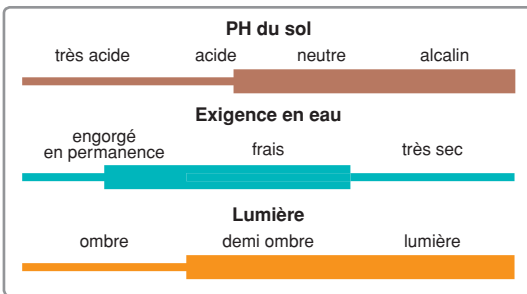 PH du sol
très acide acide neutre alcalin
Exigence en eau
engorgé
en permanence frais très sec
Lumière
ombre demi ombre lumière